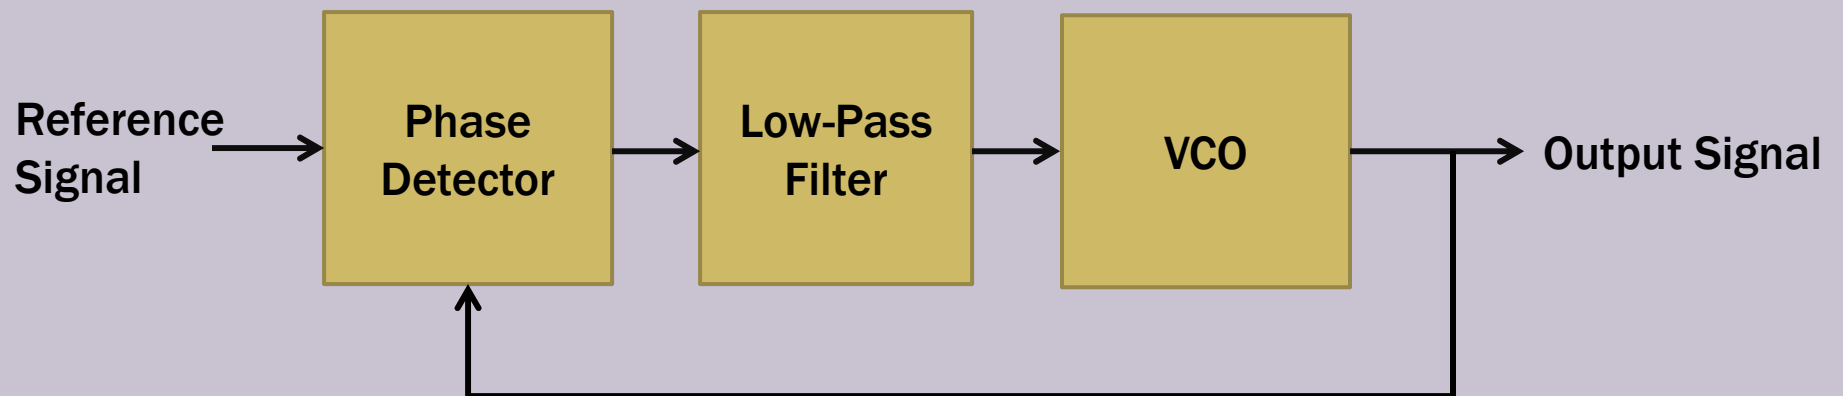 Reference
Signal
Phase
Detector
Low-Pass
Filter
VCO
Output Signal